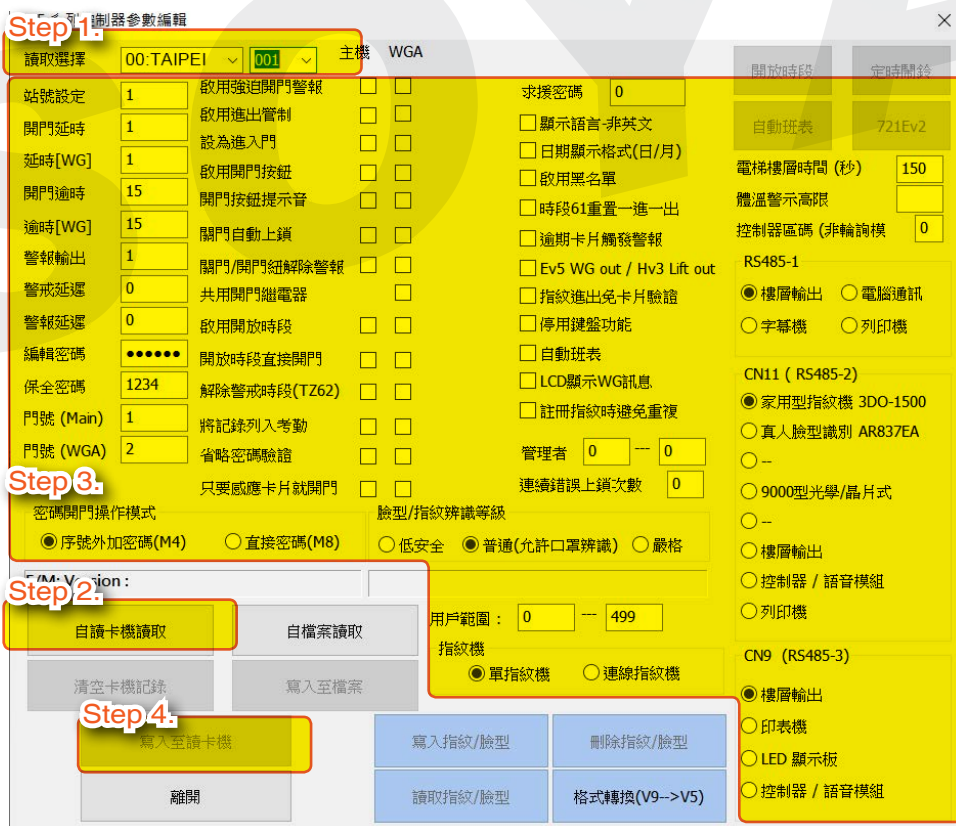 Step 1.
系列控制器參數編輯
讀取選擇 00:TAIPEI 001 主機 WGA
站號設定 1
開門延時 1
延時[WG] 1
開門逾時 15
逾時[WG] 15
警報輸出 1
警戒延遲 0
警報延遲 0
編輯密碼 ●●●●●●
保全密碼 1234
門號 (Main) 1
門號 (WGA) 2
啟用強迫開門警報
啟用進出管制
設為進入門
啟用開門按鈕
開門按鈕提示音
關門自動上鎖
關門/開門紐解除警報
共用開門繼電器
啟用開放時段
開放時段直接開門
解除警戒時段(TZ62)
將記錄列入考勤
省略密碼驗證
只要感應卡片就開門
求援密碼 0
顯示語言-非英文
日期顯示格式(日/月)
啟用黑名單
時段61重置一進一出
逾期卡片觸發警報
Ev5 WG out / Hv3 Lift out
指紋進出免卡片驗證
停用鍵盤功能
自動班表
LCD顯示WG訊息
註冊指紋時避免重複
管理者 0 --- 0
連續錯誤上鎖次數 0
開放時段 定時鬧鈴
自動班表 721Ev2
電梯樓層時間 (秒) 150
體溫警示高限
控制器區碼 (非輪詢模 0
RS485-1
樓層輸出 電腦通訊
字幕機 列印機
CN11 ( RS485-2)
家用型指紋機 3DO-1500
真人臉型識別 AR837EA
--
9000型光學/晶片式
--
樓層輸出
控制器 / 語音模組
列印機
CN9 (RS485-3)
樓層輸出
印表機
LED 顯示板
控制器 / 語音模組
Step 3.
密碼開門操作模式
序號外加密碼(M4) 直接密碼(M8)
臉型/指紋辨識等級
低安全 普通(允許口罩辨識) 嚴格
F/M: Version :
Step 2.
自讀卡機讀取 自檔案讀取
用戶範圍： 0 --- 499
指紋機
單指紋機 連線指紋機
清空卡機記錄 寫入至檔案
Step 4.
寫入至讀卡機
寫入指紋/臉型 刪除指紋/臉型
離開
讀取指紋/臉型 格式轉換(V9-->V5)